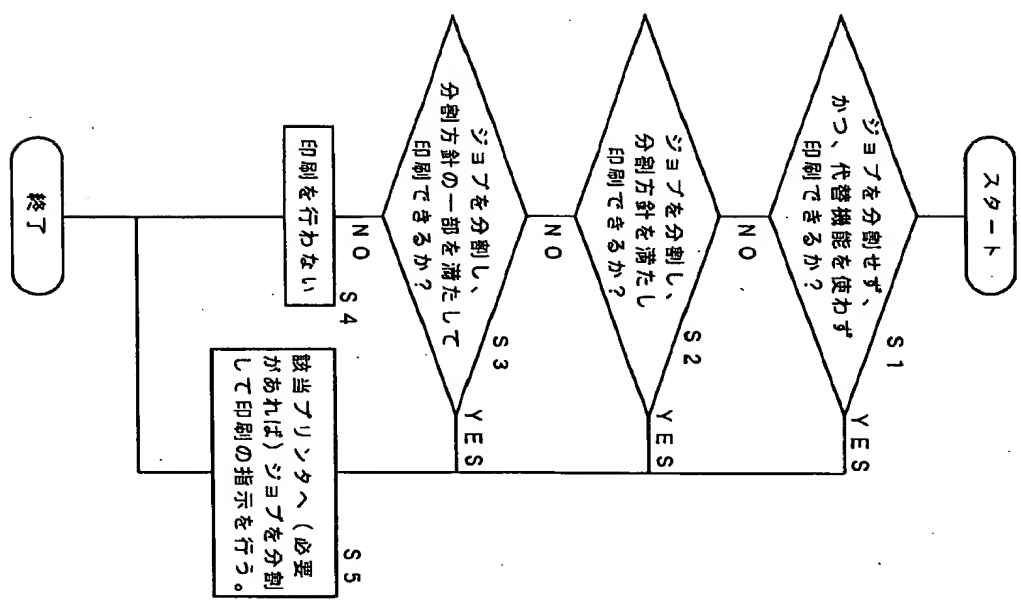 スタート
S1
ジョブを分割せず、
かつ、代替機能を使わず
印刷できるか?
YES
NO
S2
ジョブを分割し、
分割方針を満たし
印刷できるか?
YES
NO
S3
ジョブを分割し、
分割方針の一部を満たして
印刷できるか?
YES
NO
S4
印刷を行わない
S5
該当プリンタへ(必要
があれば)ジョブを分割
して印刷の指示を行う。
終了